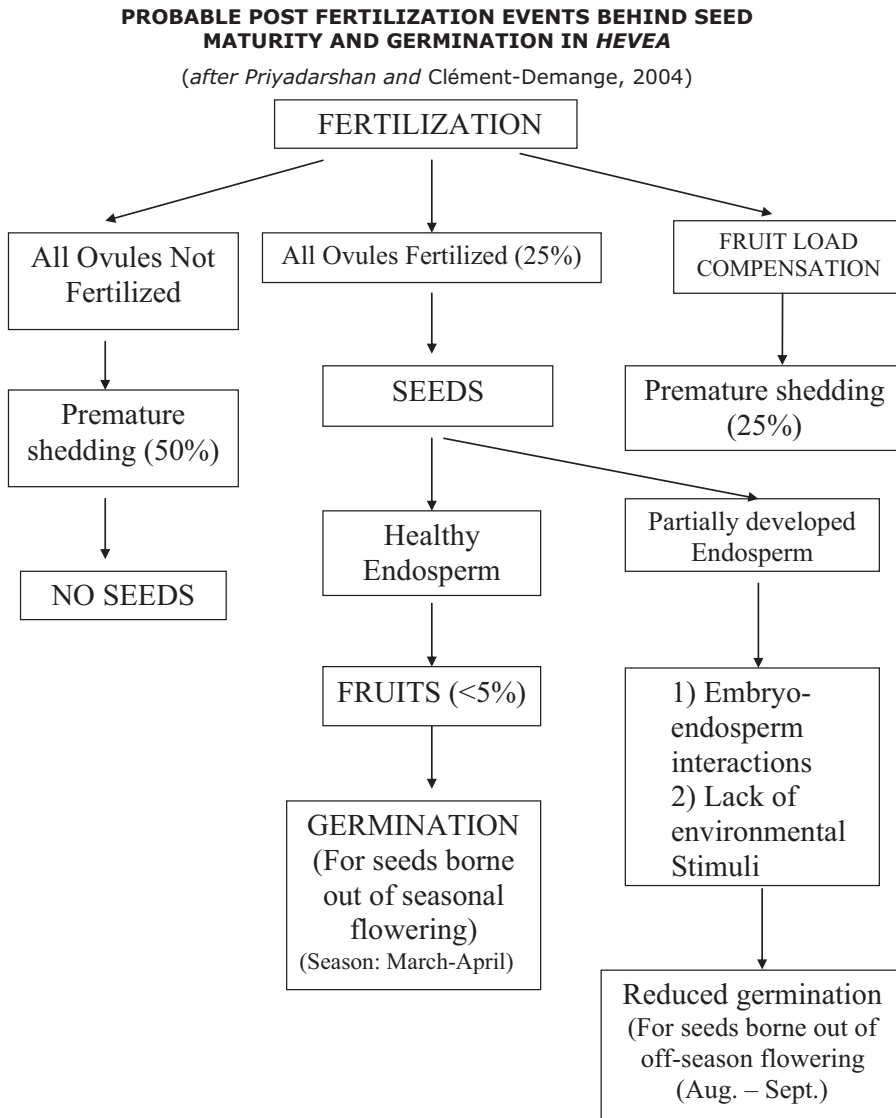 PROBABLE POST FERTILIZATION EVENTS BEHIND SEED
MATURITY AND GERMINATION IN HEVEA
(after Priyadarshan and Clément-Demange, 2004)
FERTILIZATION
All Ovules Not
Fertilized
All Ovules Fertilized (25%)
FRUIT LOAD
COMPENSATION
Premature
shedding (50%)
SEEDS
Premature shedding
(25%)
NO SEEDS
Healthy
Endosperm
Partially developed
Endosperm
FRUITS (<5%)
1) Embryo-
endosperm
interactions
2) Lack of
environmental
Stimuli
GERMINATION
(For seeds borne
out of seasonal
flowering)
(Season: March-April)
Reduced germination
(For seeds borne out of
off-season flowering
(Aug. – Sept.)